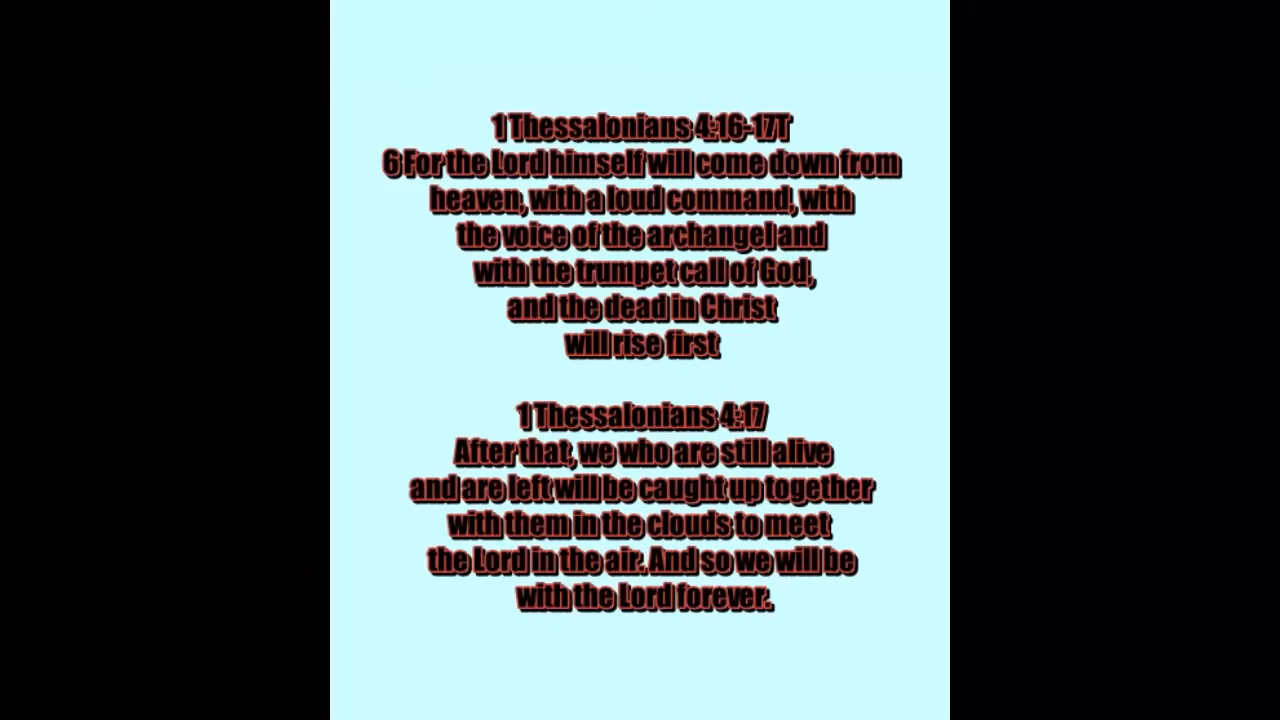 1 Thessalonians 4:16-17T
6 For the Lord himself will come down from
heaven, with a loud command, with
the voice of the archangel and
with the trumpet call of God,
and the dead in Christ
will rise first
1 Thessalonians 4:17
After that, we who are still alive
and are left will be caught up together
with them in the clouds to meet
the Lord in the air. And so we will be
with the Lord forever.